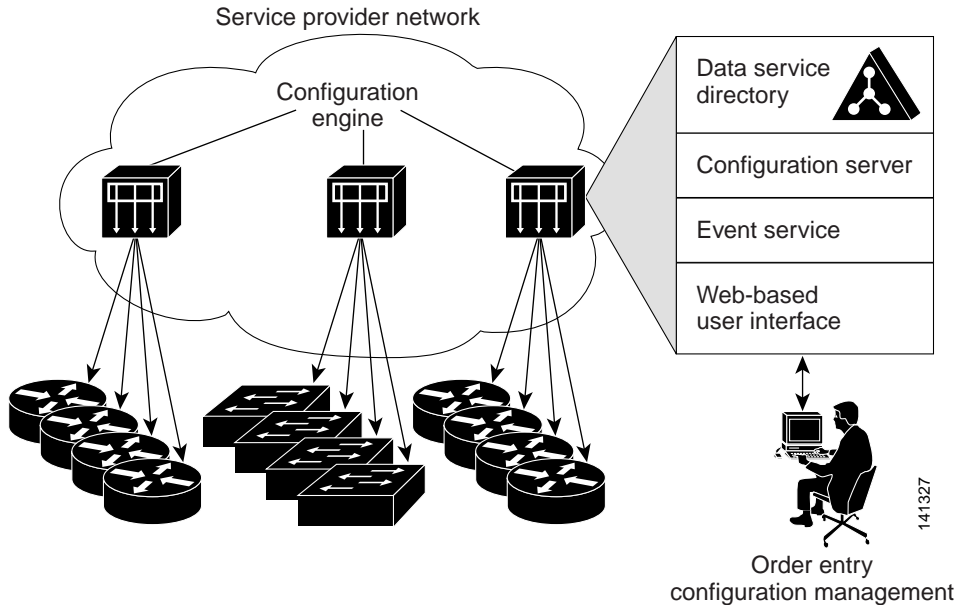 Service provider network
Configuration
engine
Data service
directory
Configuration server
Event service
Web-based
user interface
141327
Order entry
configuration management